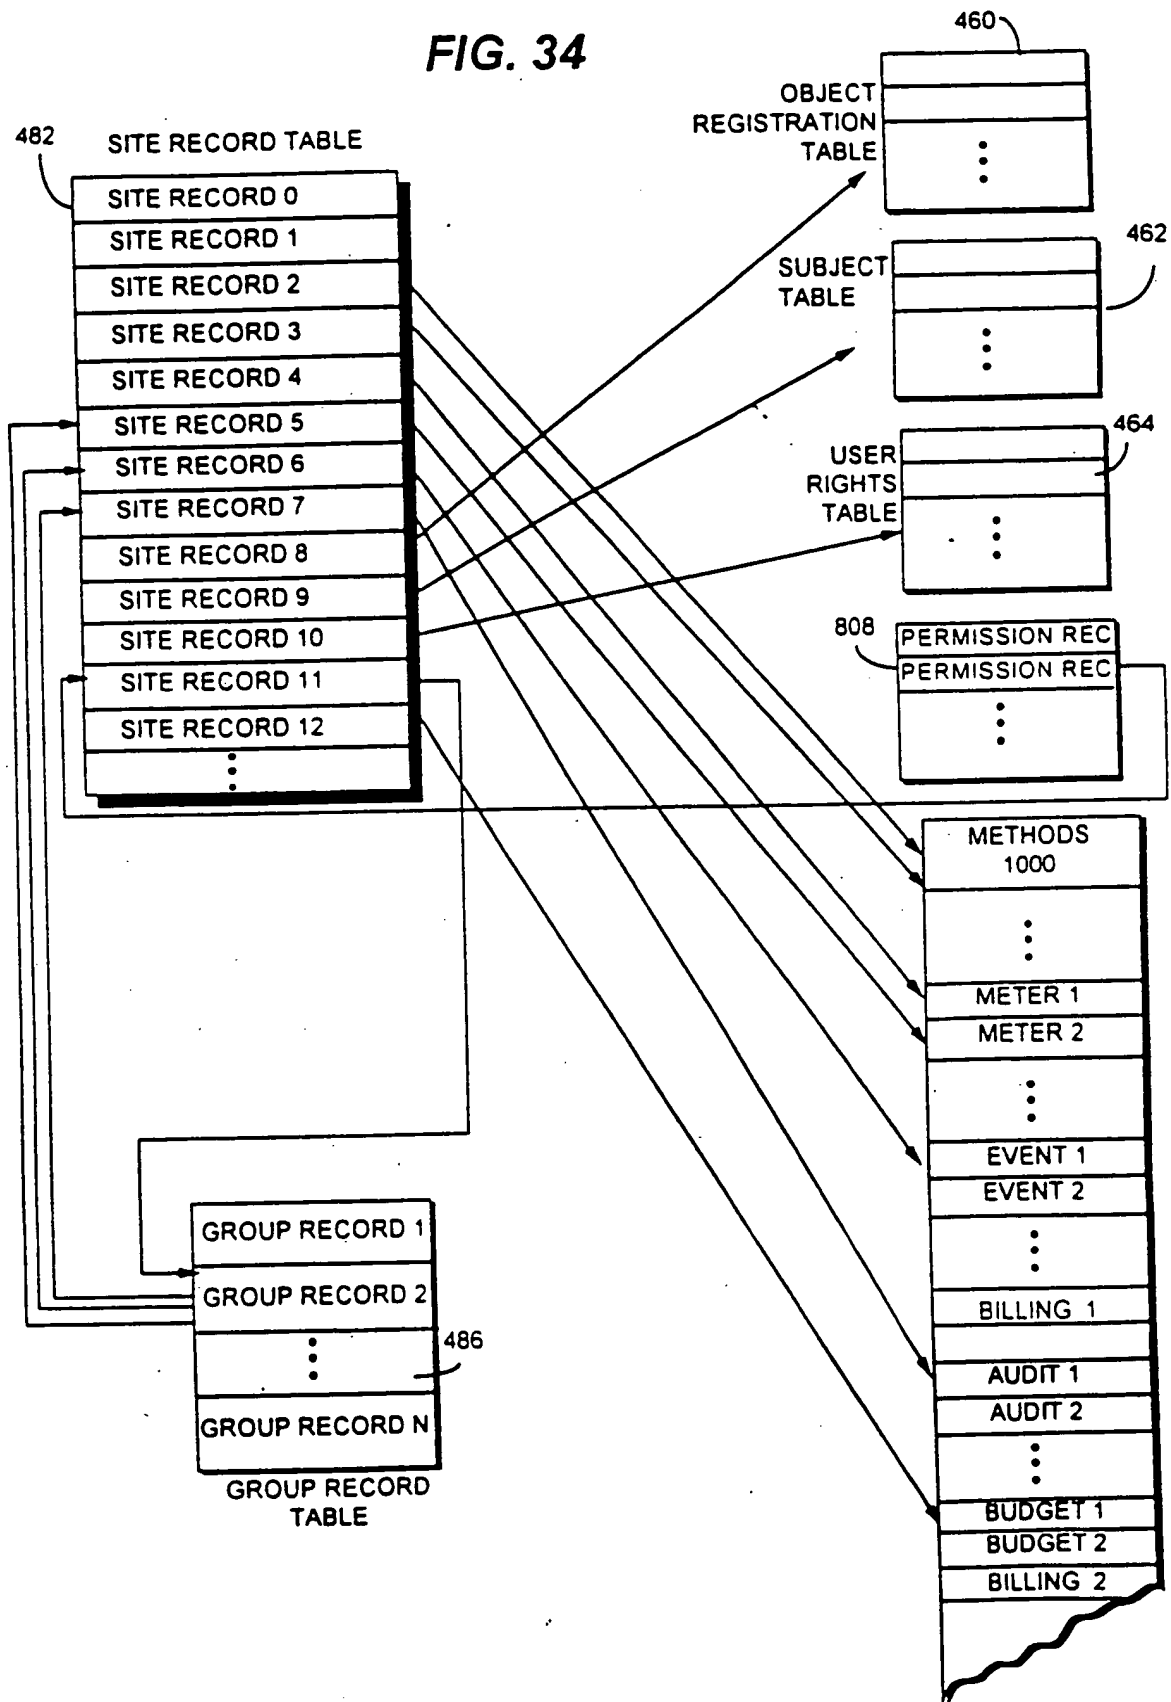 FIG. 34
460
OBJECT
REGISTRATION
TABLE
482
SITE RECORD TABLE
SITE RECORD 0
SITE RECORD 1
SITE RECORD 2
SITE RECORD 3
SITE RECORD 4
SITE RECORD 5
SITE RECORD 6
SITE RECORD 7
SITE RECORD 8
SITE RECORD 9
SITE RECORD 10
SITE RECORD 11
SITE RECORD 12
462
SUBJECT
TABLE
464
USER
RIGHTS
TABLE
808
PERMISSION REC
PERMISSION REC
METHODS
1000
METER 1
METER 2
EVENT 1
EVENT 2
BILLING 1
AUDIT 1
AUDIT 2
BUDGET 1
BUDGET 2
BILLING 2
GROUP RECORD 1
GROUP RECORD 2
486
GROUP RECORD N
GROUP RECORD
TABLE